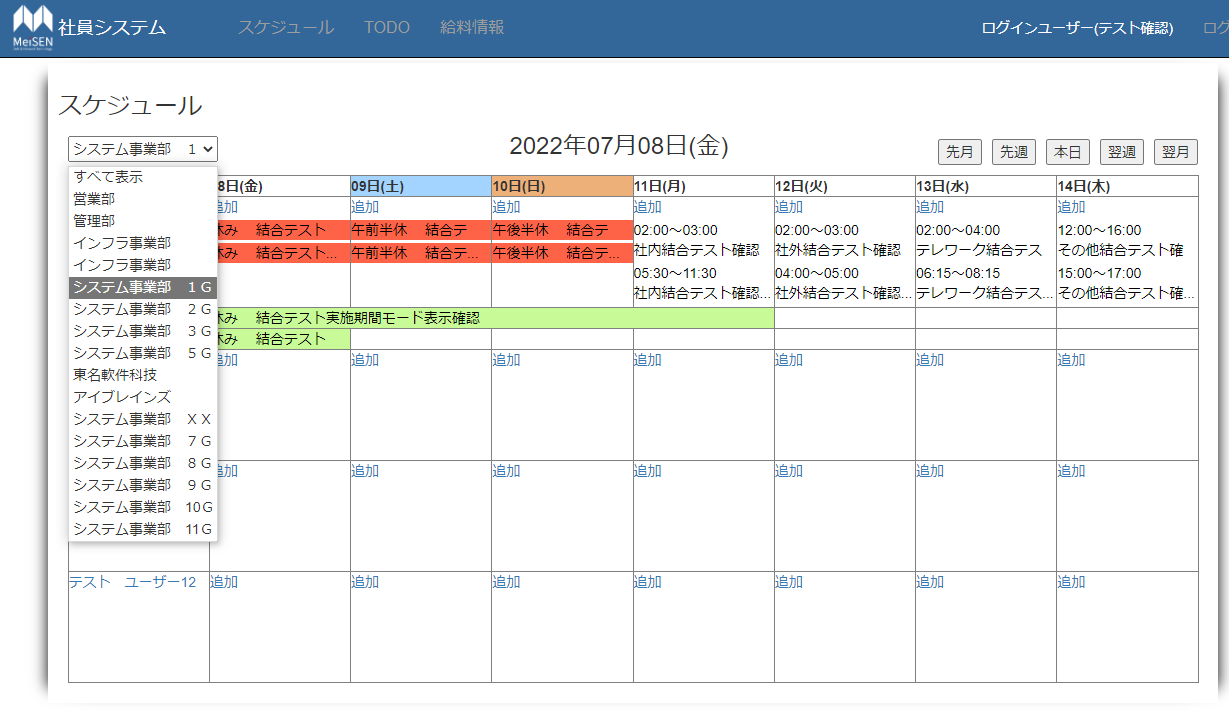 MeiSEN
社員システム スケジュール TODO 給料情報 ログインユーザー(テスト確認) ログ
スケジュール
システム事業部　1
2022年07月08日(金)
先月 先週 本日 翌週 翌月
すべて表示
営業部
管理部
インフラ事業部
インフラ事業部
システム事業部　１Ｇ
システム事業部　２Ｇ
システム事業部　３Ｇ
システム事業部　５Ｇ
東名軟件科技
アイブレインズ
システム事業部　ＸＸ
システム事業部　７Ｇ
システム事業部　８Ｇ
システム事業部　９Ｇ
システム事業部　10Ｇ
システム事業部　11Ｇ
8日(金) 09日(土) 10日(日) 11日(月) 12日(火) 13日(水) 14日(木)
追加 追加 追加 追加 追加 追加 追加
休み　結合テスト 午前半休　結合テ 午後半休　結合テ 02:00～03:00 02:00～03:00 02:00～04:00 12:00～16:00
社内結合テスト確認 社外結合テスト確認 テレワーク結合テス その他結合テスト確
休み　結合テスト... 午前半休　結合テ... 午後半休　結合テ... 05:30～11:30 04:00～05:00 06:15～08:15 15:00～17:00
社内結合テスト確認... 社外結合テスト確認... テレワーク結合テス... その他結合テスト確...
休み　結合テスト実施期間モード表示確認
休み　結合テスト
追加 追加 追加 追加 追加 追加 追加
追加 追加 追加 追加 追加 追加 追加
テスト　ユーザー12 追加 追加 追加 追加 追加 追加 追加